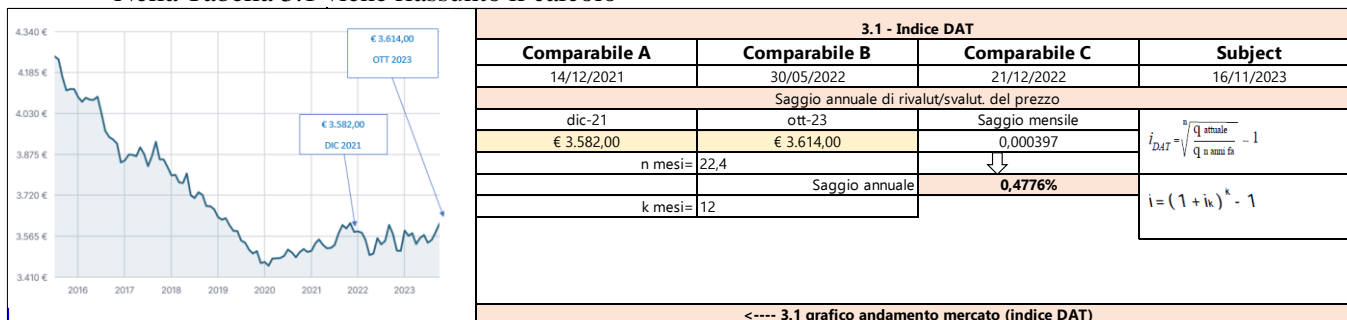 Nella Tabella 3.1 viene riassunto il calcolo
4.340 €
4.185 €
4.030 €
3.875 €
3.720 €
3.565 €
3.410 €
2016 2017 2018 2019 2020 2021 2022 2023
€ 3.614,00
OTT 2023
€ 3.582,00
DIC 2021
3.1 - Indice DAT
Comparabile A Comparabile B Comparabile C Subject
14/12/2021 30/05/2022 21/12/2022 16/11/2023
Saggio annuale di rivalut/svalut. del prezzo
dic-21 ott-23 Saggio mensile
€ 3.582,00 € 3.614,00 0,000397
n mesi= 22,4
Saggio annuale 0,4776%
k mesi= 12
i DAT = n√ q attuale / q n anni fa - 1
i = ( 1 + ik ) k - 1
<---- 3.1 grafico andamento mercato (indice DAT)